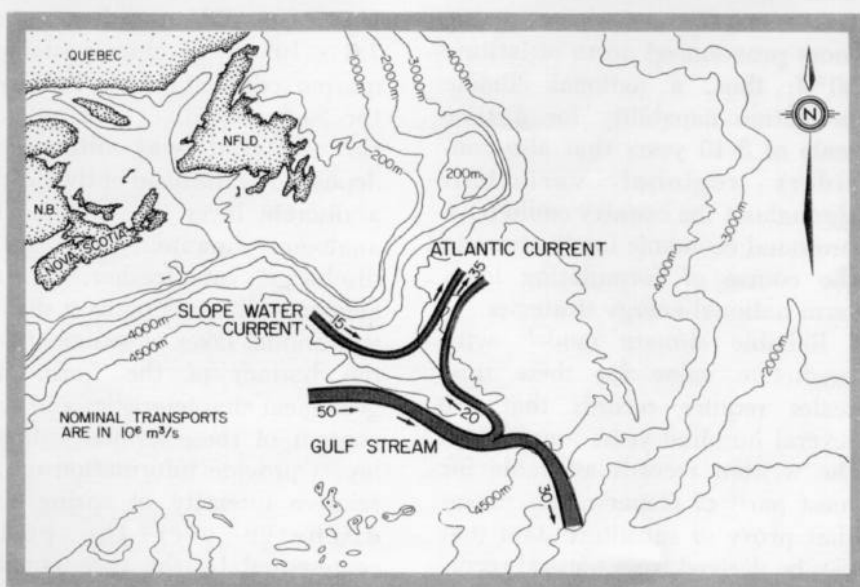 QUEBEC
NFLD.
N.B.
NOVA SCOTIA
1000m
2000m
3000m
4000m
200m
200m
N
4000m
3000m
2000m
ATLANTIC CURRENT
35
SLOPE WATER
CURRENT
15
4000m
4500m
50
20
NOMINAL TRANSPORTS
ARE IN 10⁶ m³/s
GULF STREAM
30
4500m